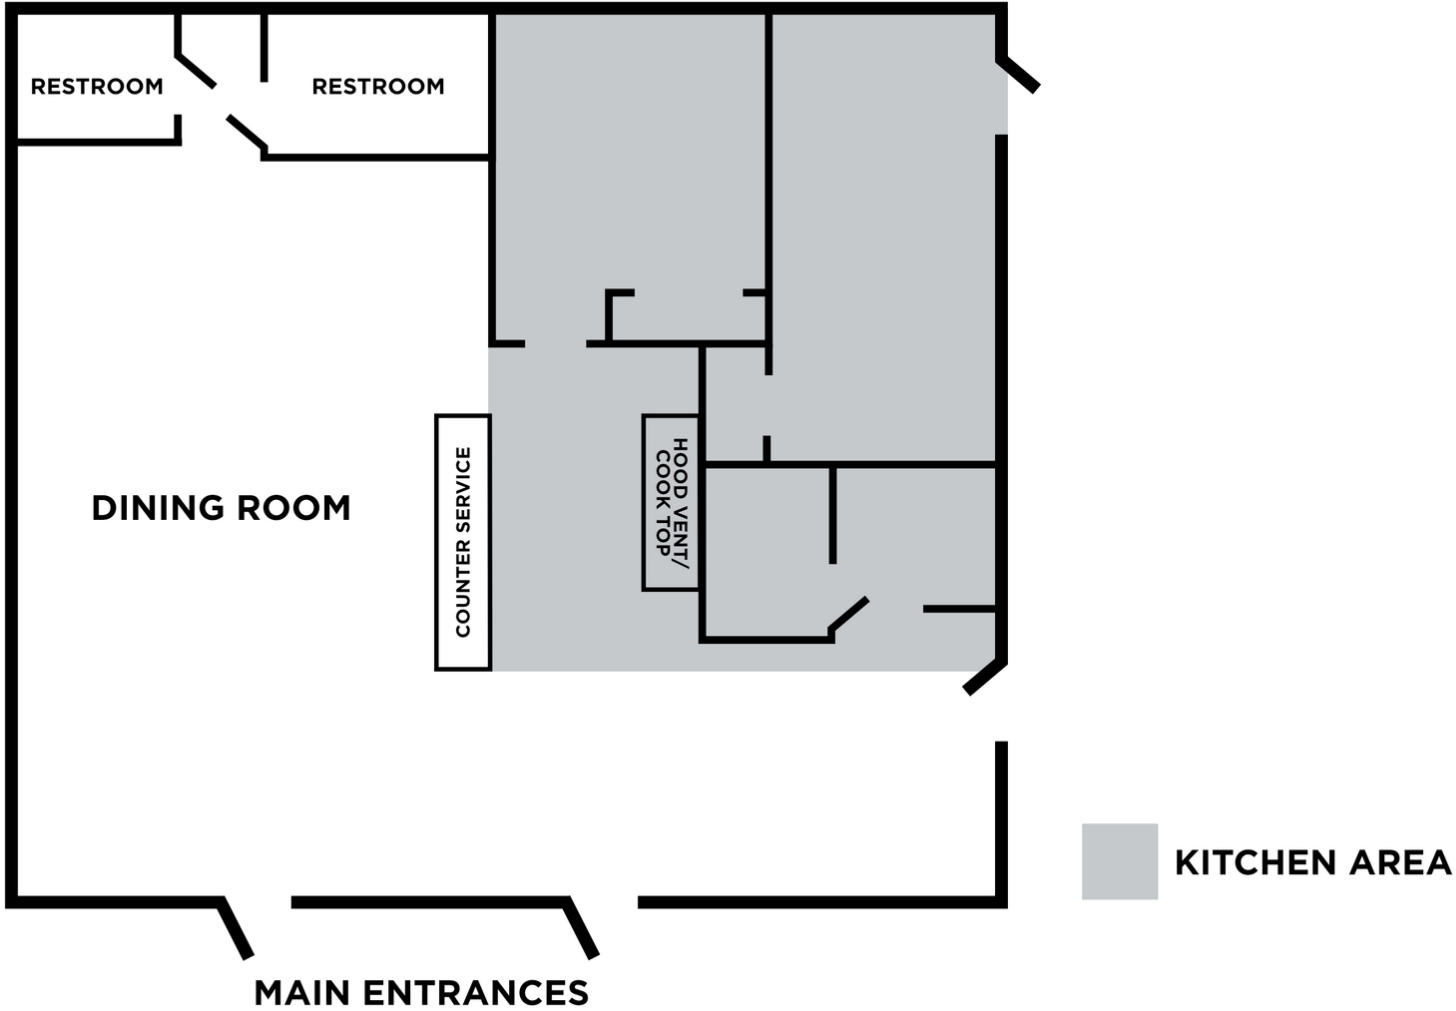 RESTROOM
RESTROOM
DINING ROOM
COUNTER SERVICE
HOOD VENT/
COOK TOP
KITCHEN AREA
MAIN ENTRANCES